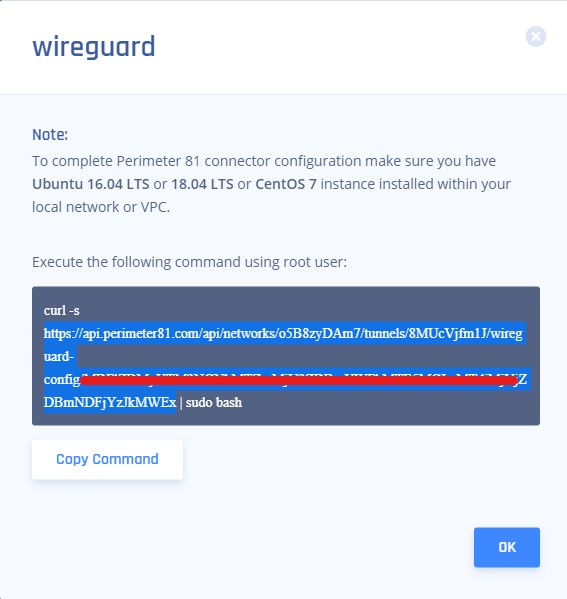 wireguard
Note:
To complete Perimeter 81 connector configuration make sure you have
Ubuntu 16.04 LTS or 18.04 LTS or CentOS 7 instance installed within your
local network or VPC.
Execute the following command using root user:
curl -s
https://api.perimeter81.com/api/networks/o5B8zyDAm7/tunnels/8MUcVjfm1J/wireg
uard-
config
DBmNDFjYzJkMWEx | sudo bash
Copy Command
OK